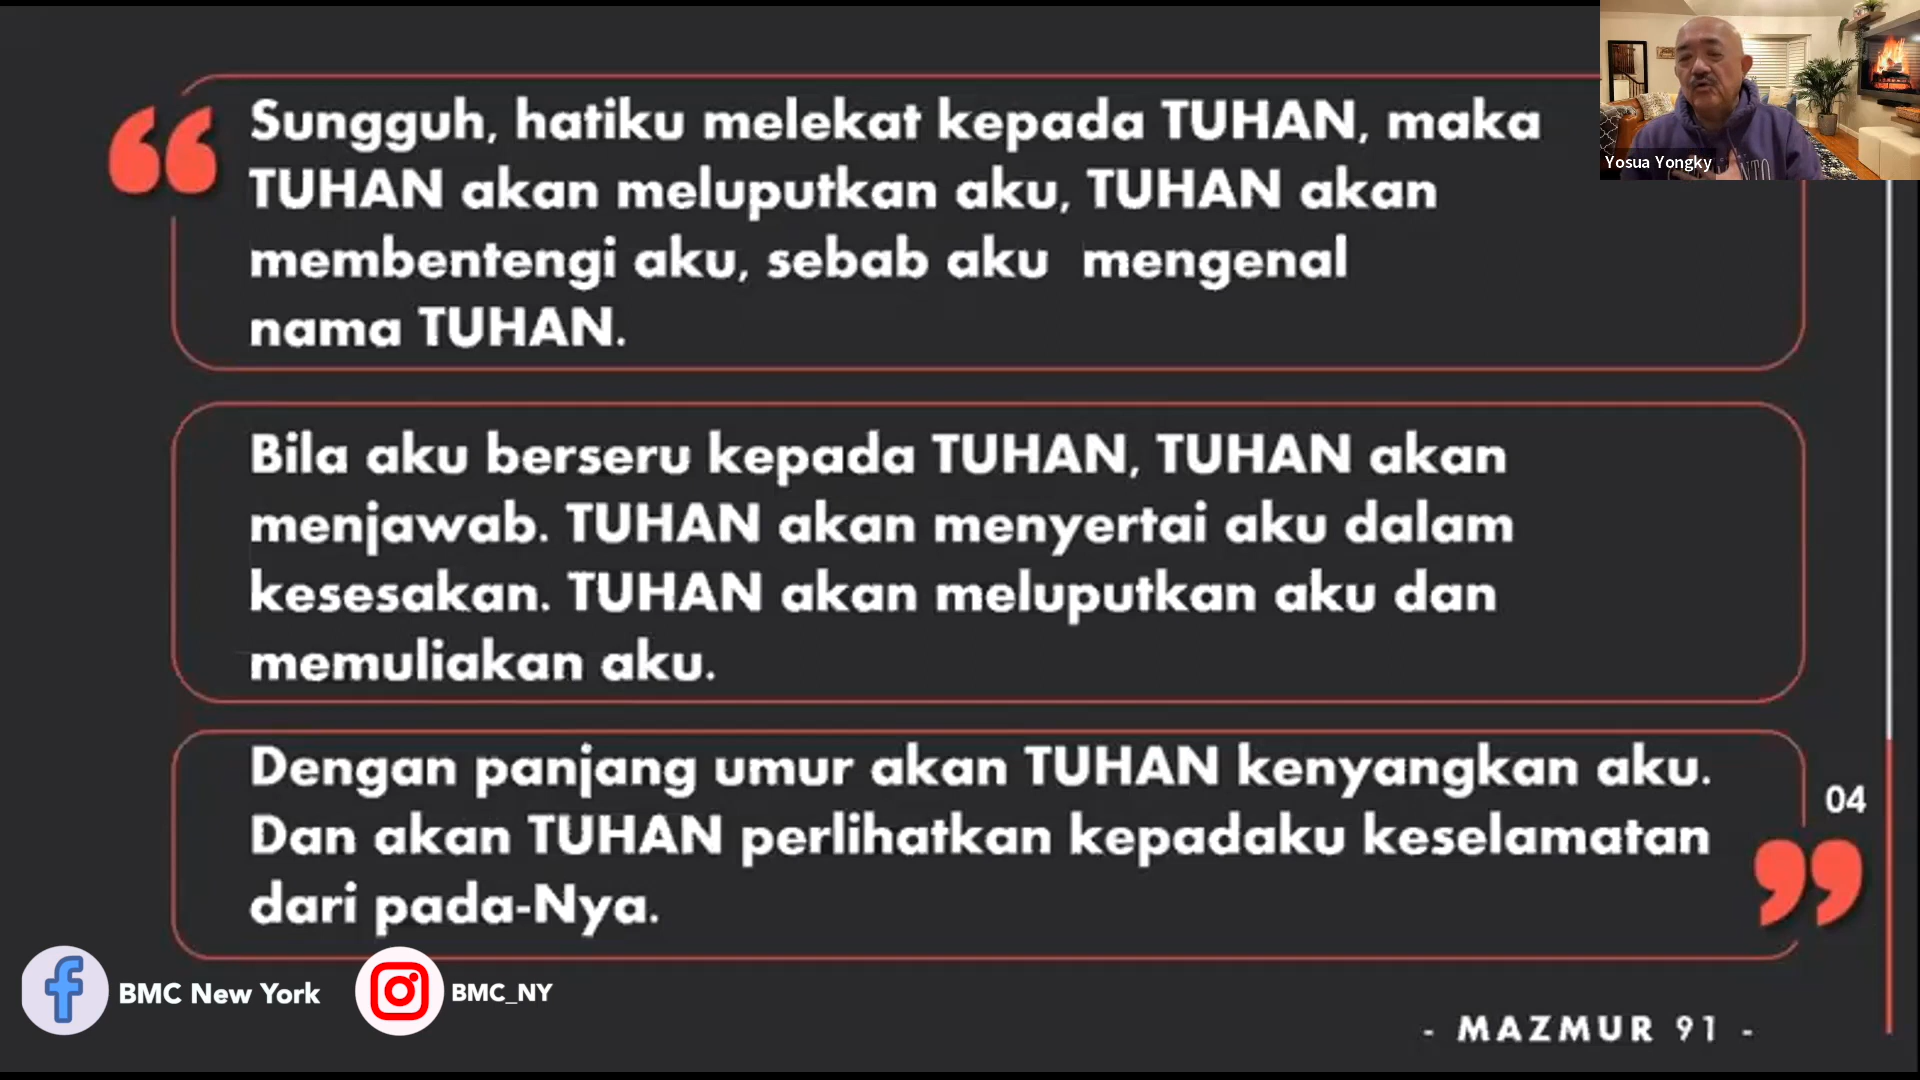 Sungguh, hatiku melekat kepada TUHAN, maka
TUHAN akan meluputkan aku, TUHAN akan
membentengi aku, sebab aku mengenal
nama TUHAN.
Bila aku berseru kepada TUHAN, TUHAN akan
menjawab. TUHAN akan menyertai aku dalam
kesesakan. TUHAN akan meluputkan aku dan
memuliakan aku.
Dengan panjang umur akan TUHAN kenyangkan aku.
Dan akan TUHAN perlihatkan kepadaku keselamatan
dari pada-Nya.
04
BMC New York
BMC_NY
- MAZMUR 91 -
Yosua Yongky